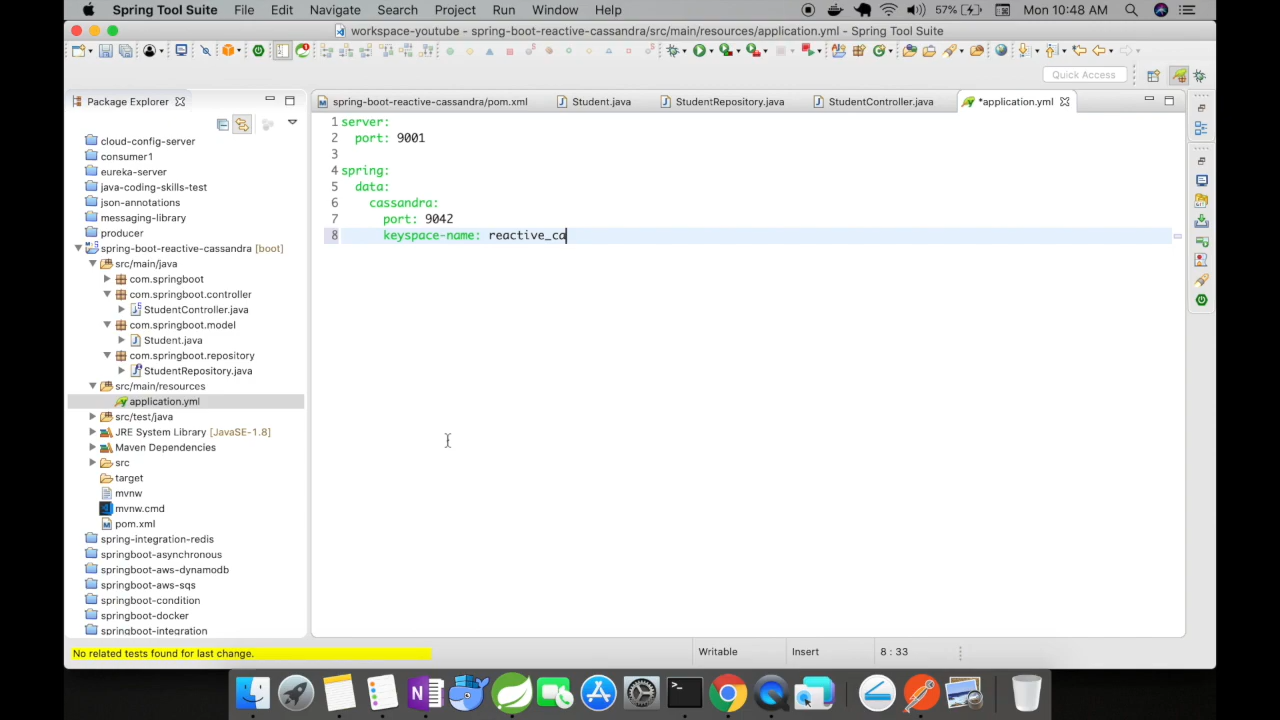 Spring Tool Suite File Edit Navigate Search Project Run Window Help 57% Mon 10:48 AM
workspace-youtube - spring-boot-reactive-cassandra/src/main/resources/application.yml - Spring Tool Suite
Quick Access
Package Explorer
spring-boot-reactive-cassandra/pom.xml Student.java StudentRepository.java StudentController.java *application.yml
cloud-config-server
consumer1
eureka-server
java-coding-skills-test
json-annotations
messaging-library
producer
spring-boot-reactive-cassandra [boot]
src/main/java
com.springboot
com.springboot.controller
StudentController.java
com.springboot.model
Student.java
com.springboot.repository
StudentRepository.java
src/main/resources
application.yml
src/test/java
JRE System Library [JavaSE-1.8]
Maven Dependencies
src
target
mvnw
mvnw.cmd
pom.xml
spring-integration-redis
springboot-asynchronous
springboot-aws-dynamodb
springboot-aws-sqs
springboot-condition
springboot-docker
springboot-integration
1 server:
2 port: 9001
3
4 spring:
5 data:
6 cassandra:
7 port: 9042
8 keyspace-name: reactive_ca
No related tests found for last change. Writable Insert 8 : 33